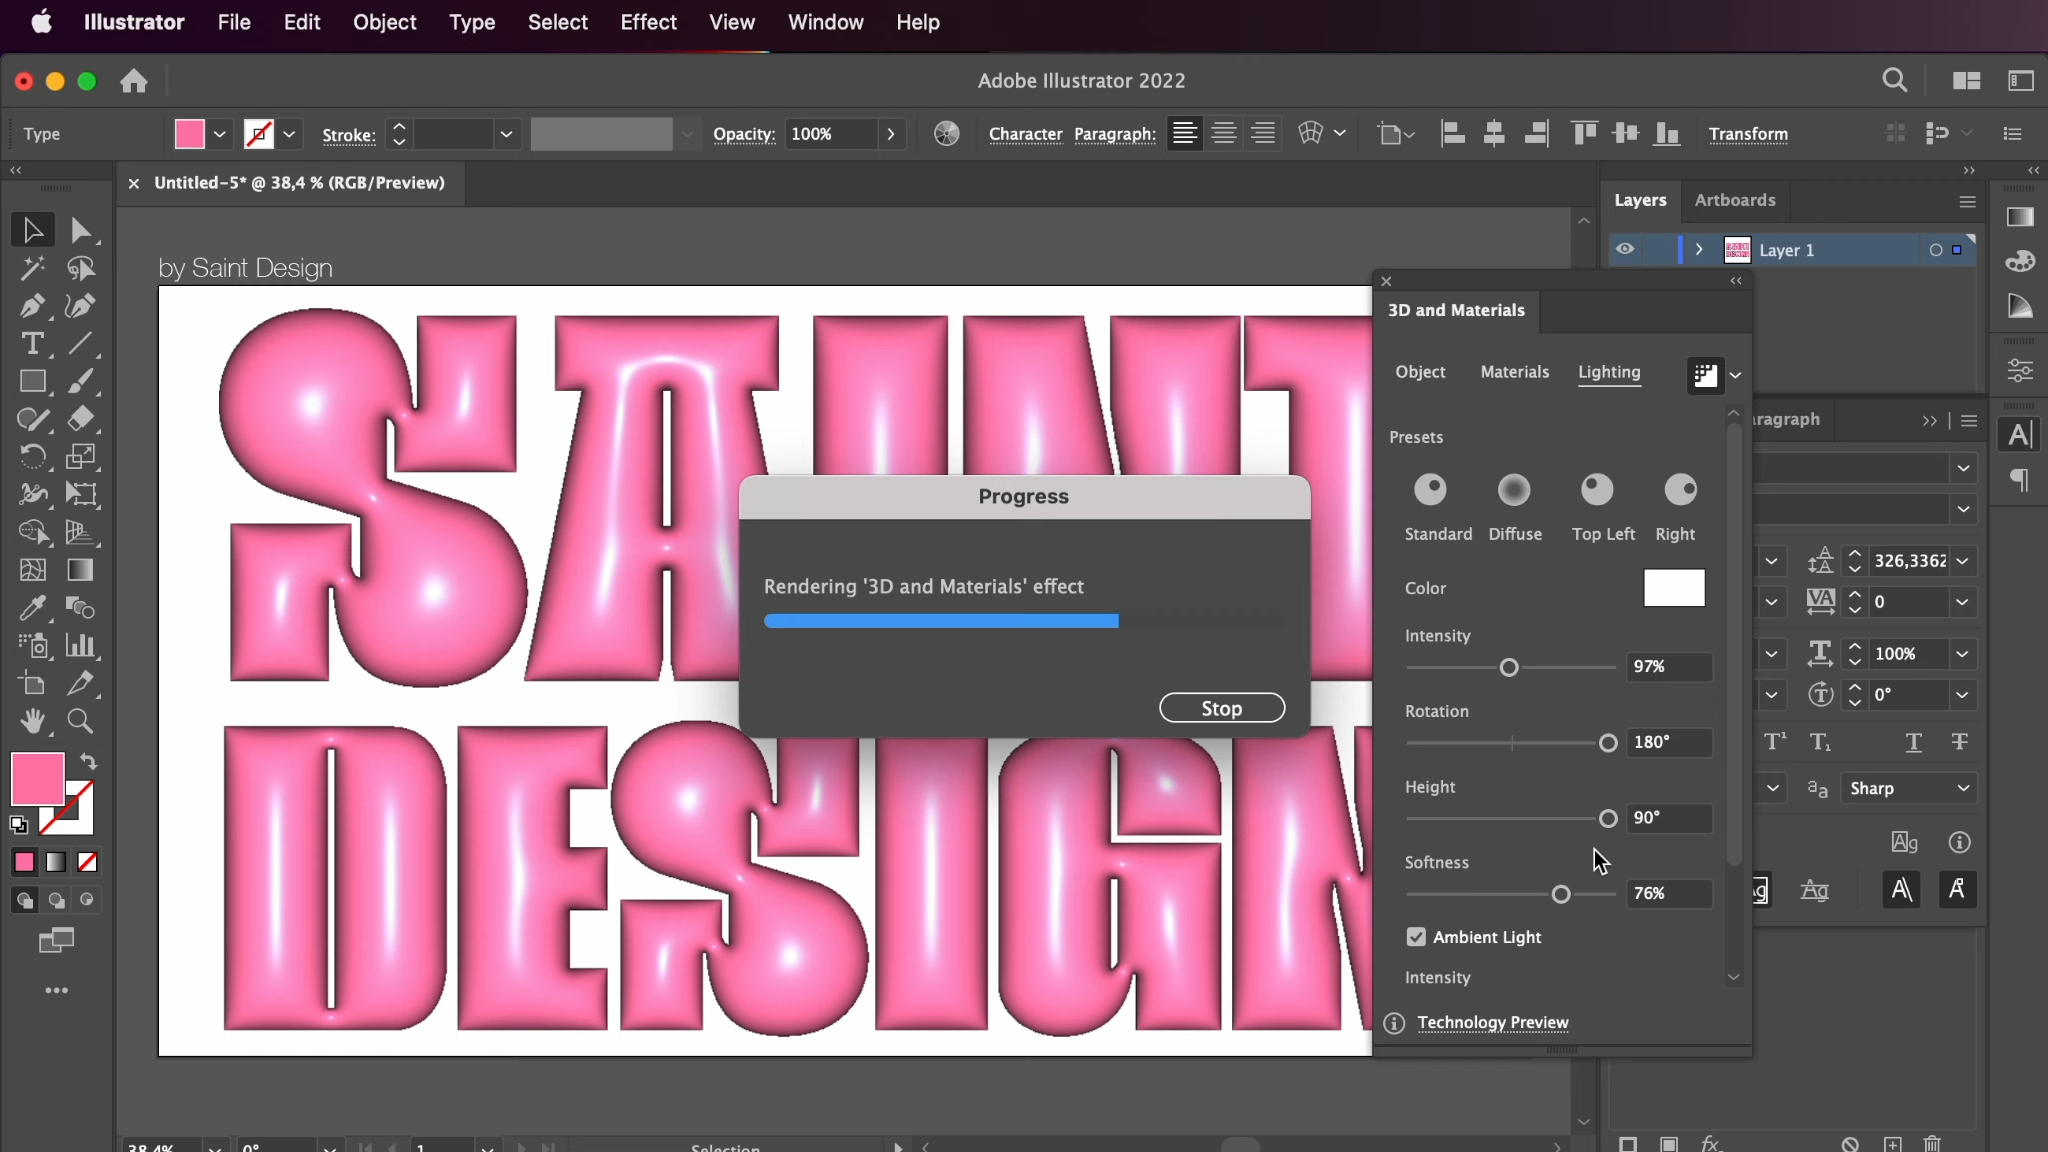 Illustrator File Edit Object Type Select Effect View Window Help
Adobe Illustrator 2022
Type Stroke: Opacity: 100% Character Paragraph: Transform
× Untitled-5* @ 38,4 % (RGB/Preview)
Layers Artboards
Layer 1
by Saint Design
SAINT
DESIGN
3D and Materials
Object Materials Lighting
Presets
Standard Diffuse Top Left Right
Color
Intensity
97%
Rotation
180°
Height
90°
Softness
76%
Ambient Light
Intensity
Technology Preview
Progress
Rendering '3D and Materials' effect
Stop
aragraph
326,3362
0
100%
0°
Sharp
38,4% 0° 1 Selection